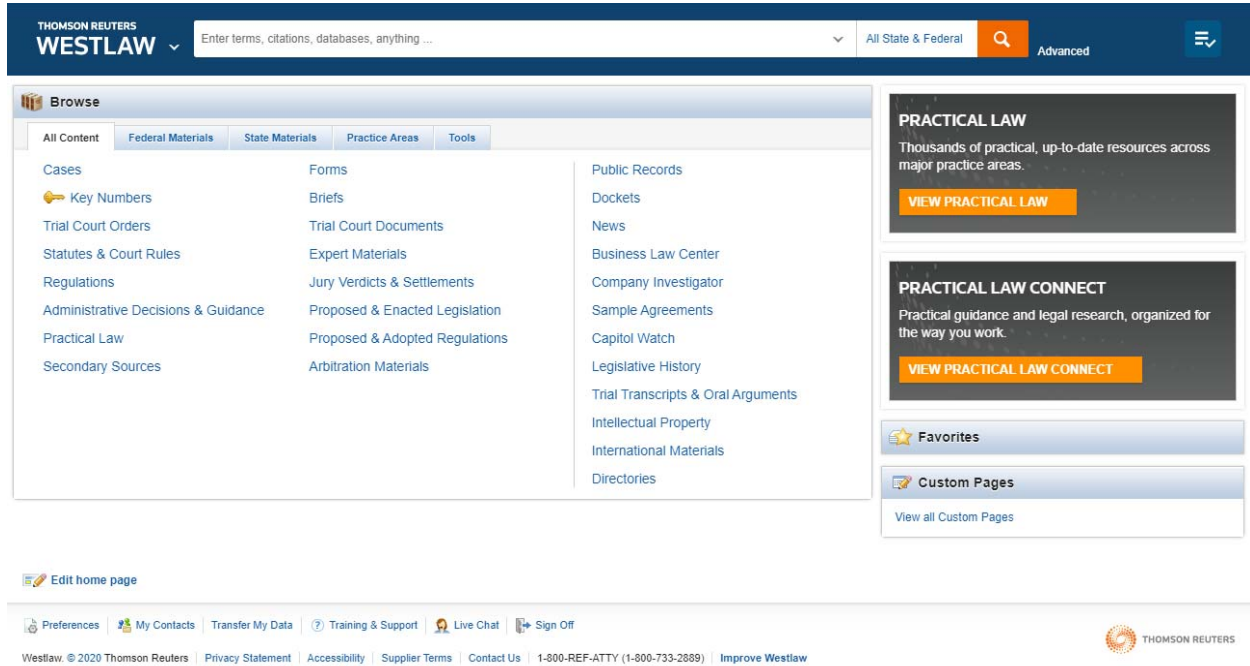 THOMSON REUTERS
WESTLAW
Enter terms, citations, databases, anything ...
All State & Federal
Advanced
Browse
All Content
Federal Materials
State Materials
Practice Areas
Tools
Cases
Key Numbers
Trial Court Orders
Statutes & Court Rules
Regulations
Administrative Decisions & Guidance
Practical Law
Secondary Sources
Forms
Briefs
Trial Court Documents
Expert Materials
Jury Verdicts & Settlements
Proposed & Enacted Legislation
Proposed & Adopted Regulations
Arbitration Materials
Public Records
Dockets
News
Business Law Center
Company Investigator
Sample Agreements
Capitol Watch
Legislative History
Trial Transcripts & Oral Arguments
Intellectual Property
International Materials
Directories
PRACTICAL LAW
Thousands of practical, up-to-date resources across
major practice areas.
VIEW PRACTICAL LAW
PRACTICAL LAW CONNECT
Practical guidance and legal research, organized for
the way you work.
VIEW PRACTICAL LAW CONNECT
Favorites
Custom Pages
View all Custom Pages
Edit home page
Preferences
My Contacts
Transfer My Data
Training & Support
Live Chat
Sign Off
Westlaw. © 2020 Thomson Reuters
Privacy Statement
Accessibility
Supplier Terms
Contact Us
1-800-REF-ATTY (1-800-733-2889)
Improve Westlaw
THOMSON REUTERS